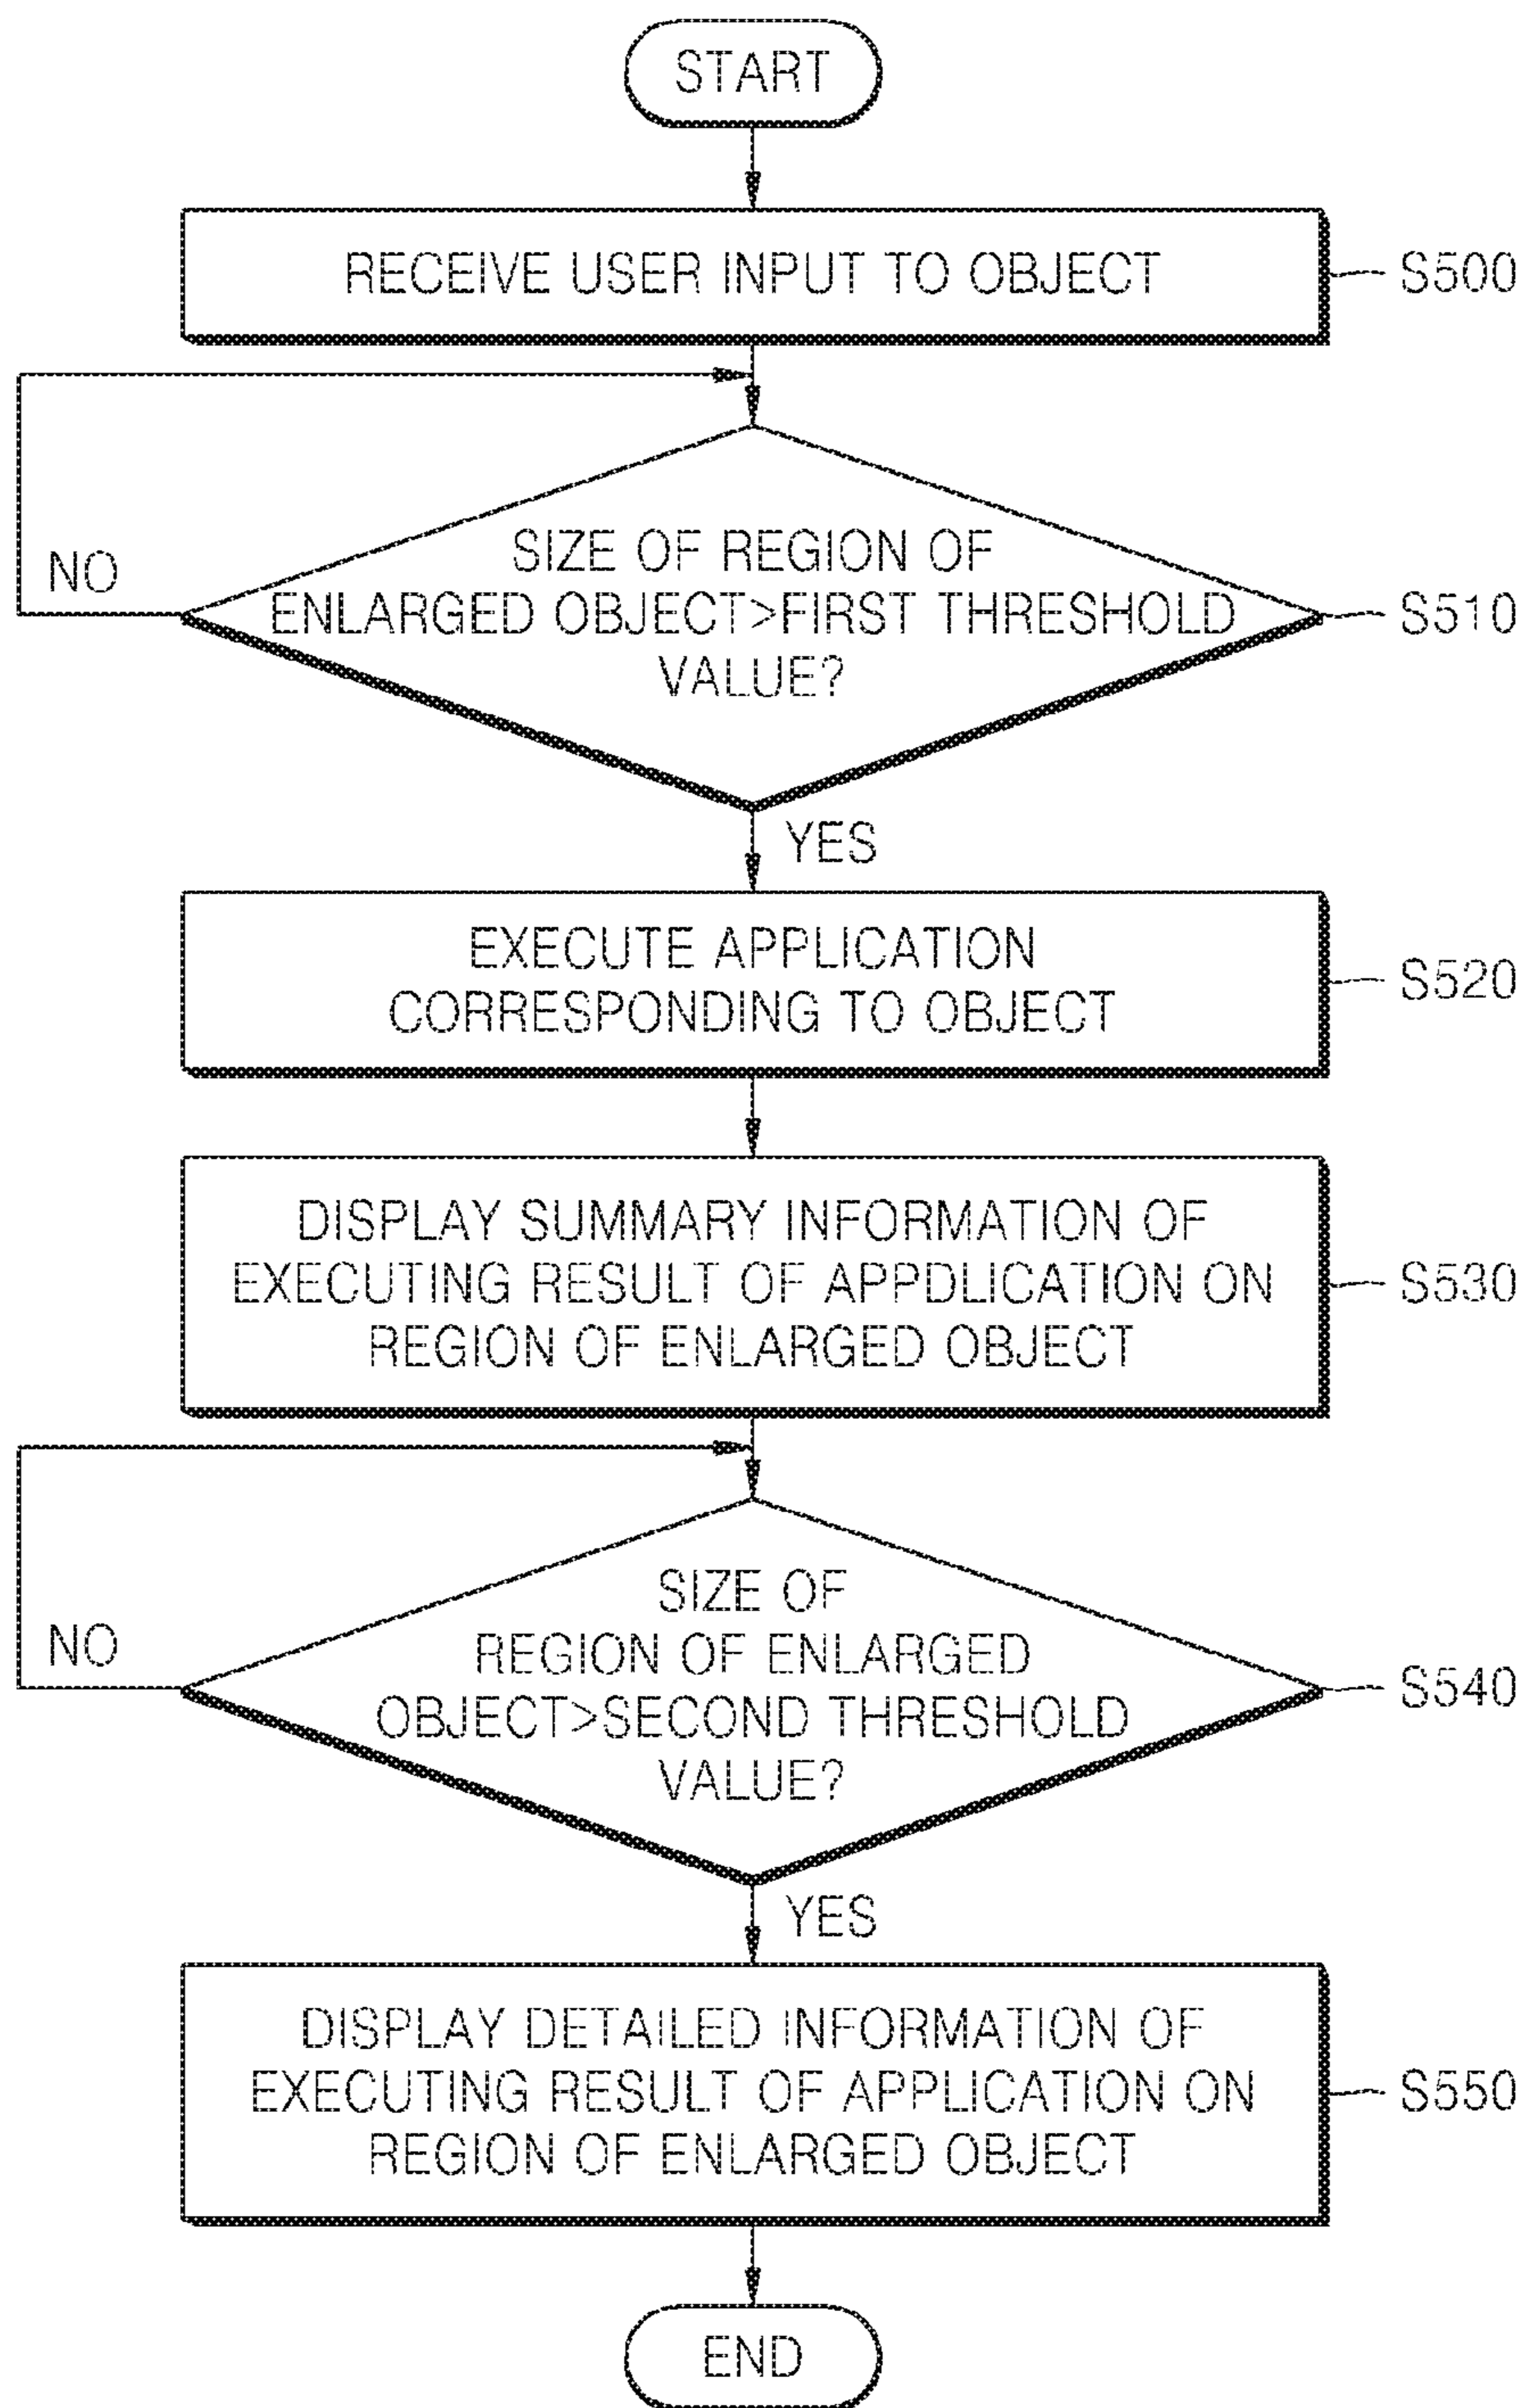 START
RECEIVE USER INPUT TO OBJECT
S500
SIZE OF REGION OF
ENLARGED OBJECT>FIRST THRESHOLD
VALUE?
S510
NO
YES
EXECUTE APPLICATION
CORRESPONDING TO OBJECT
S520
DISPLAY SUMMARY INFORMATION OF
EXECUTING RESULT OF APPDLICATION ON
REGION OF ENLARGED OBJECT
S530
SIZE OF
REGION OF ENLARGED
OBJECT>SECOND THRESHOLD
VALUE?
S540
NO
YES
DISPLAY DETAILED INFORMATION OF
EXECUTING RESULT OF APPLICATION ON
REGION OF ENLARGED OBJECT
S550
END